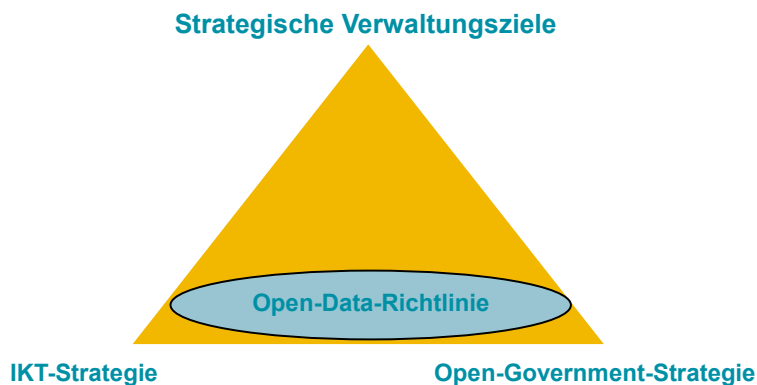 Strategische Verwaltungsziele
Open-Data-Richtlinie
IKT-Strategie
Open-Government-Strategie